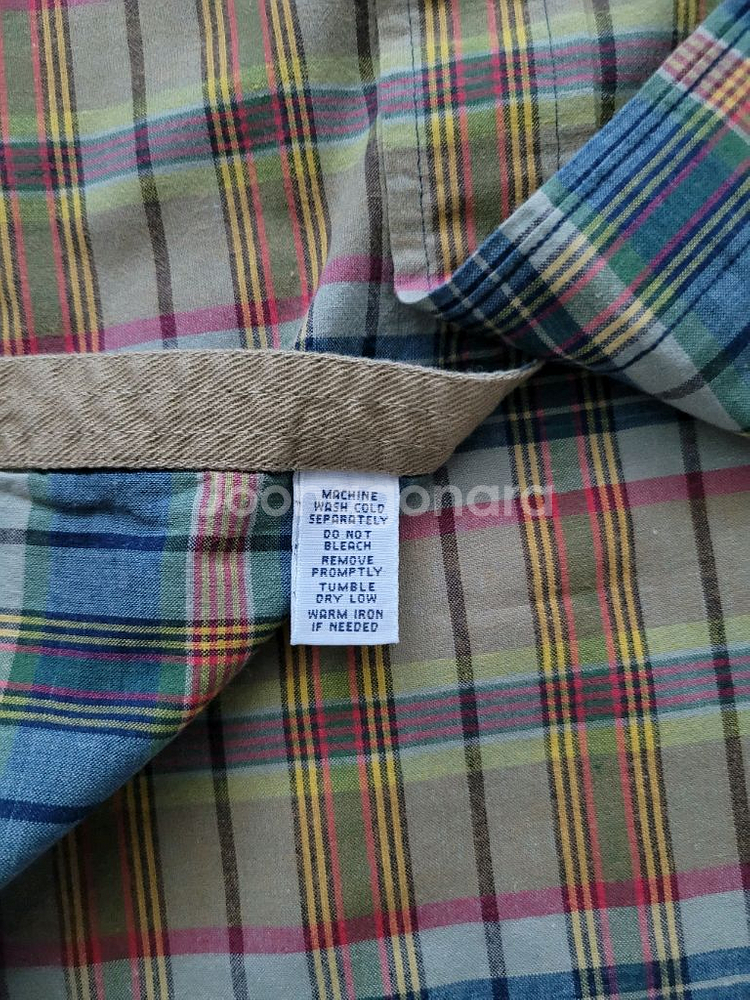 MACHINE
WASH COLD
SEPARATELY
DO NOT
BLEACH
REMOVE
PROMPTLY
TUMBLE
DRY LOW
WARM IRON
IF NEEDED